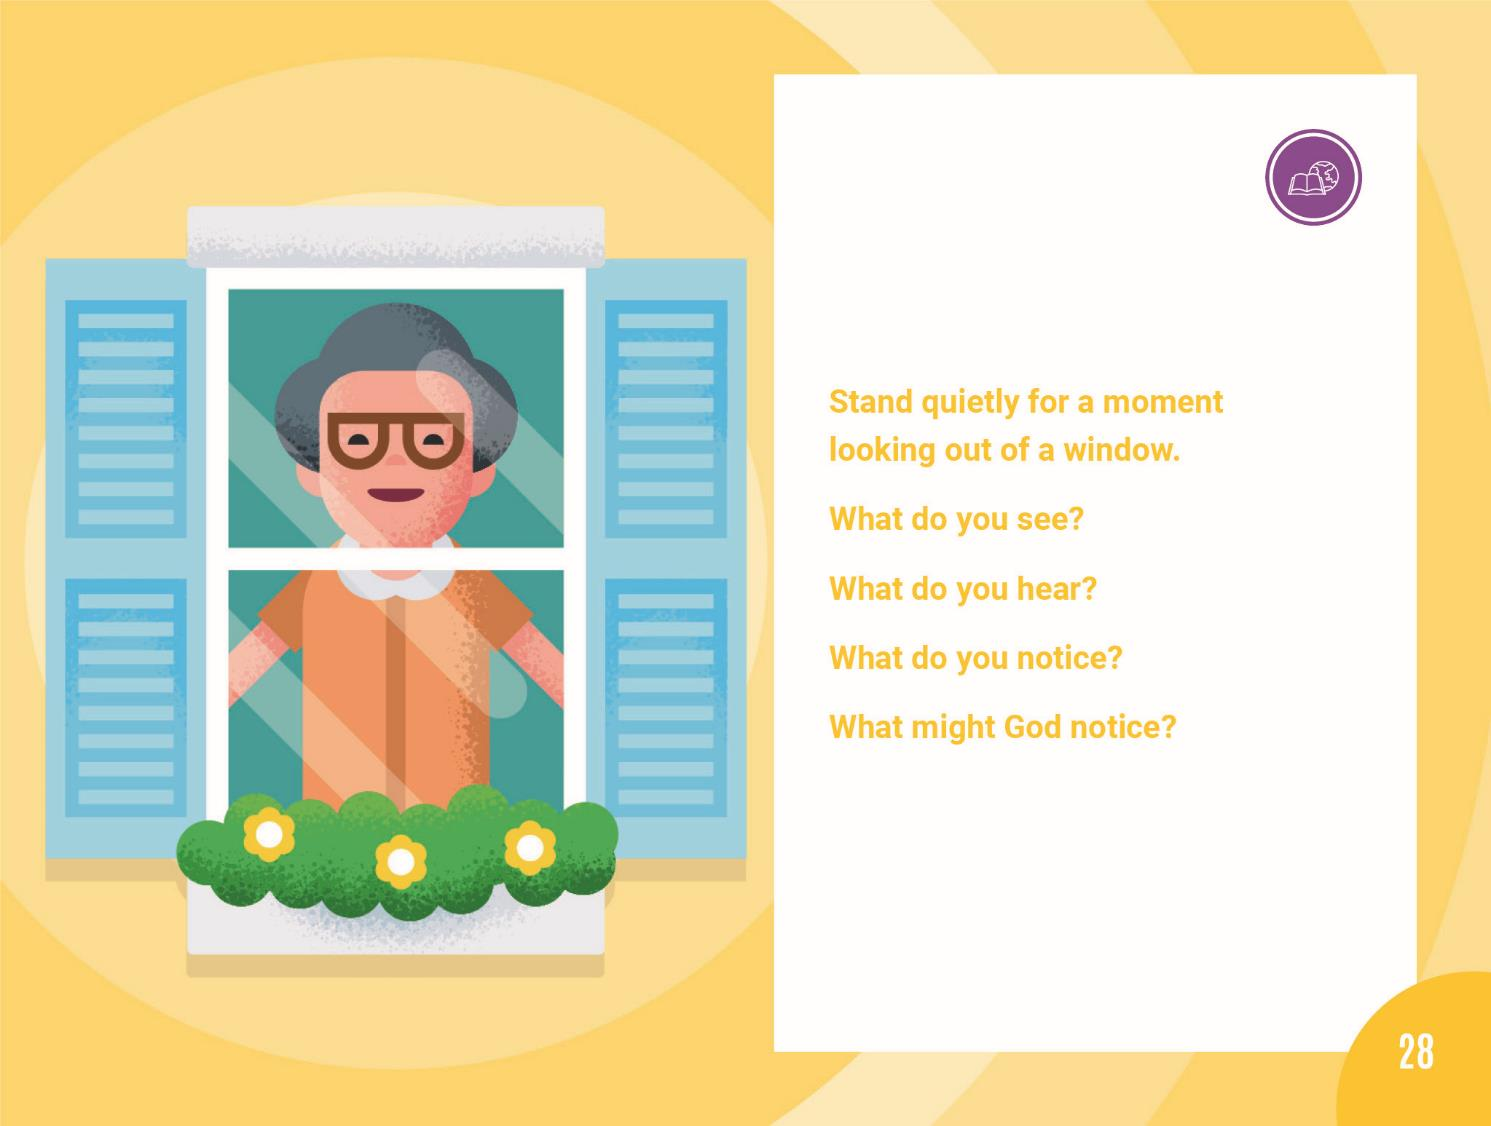 Stand quietly for a moment
looking out of a window.
What do you see?
What do you hear?
What do you notice?
What might God notice?
28